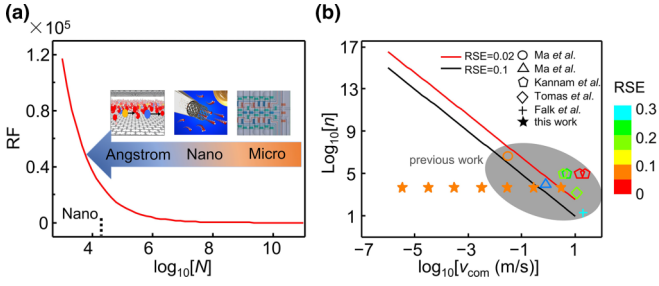 (a)
× 10⁵
RF
1.2
0.8
0.4
0
Angstrom Nano Micro
Nano
4 6 8 10
log₁₀[N]
(b)
Log₁₀[n]
17
13
9
5
1
RSE=0.02
RSE=0.1
Ma et al.
Ma et al.
Kannam et al.
Tomas et al.
Falk et al.
this work
previous work
−7 −5 −3 −1 1
log₁₀[v_com (m/s)]
RSE
0.3
0.2
0.1
0